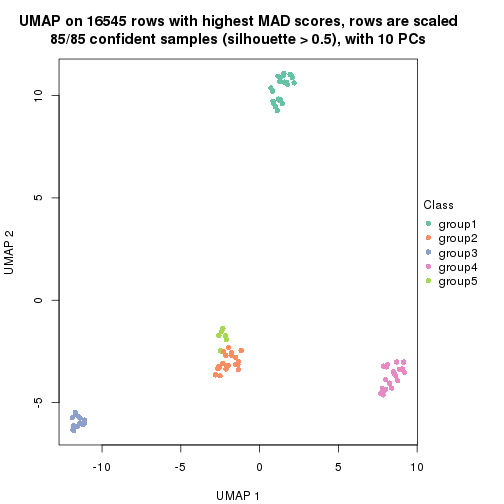 UMAP on 16545 rows with highest MAD scores, rows are scaled
85/85 confident samples (silhouette > 0.5), with 10 PCs
10
5
0
-5
UMAP 2
-10
-5
0
5
10
UMAP 1
Class
group1
group2
group3
group4
group5